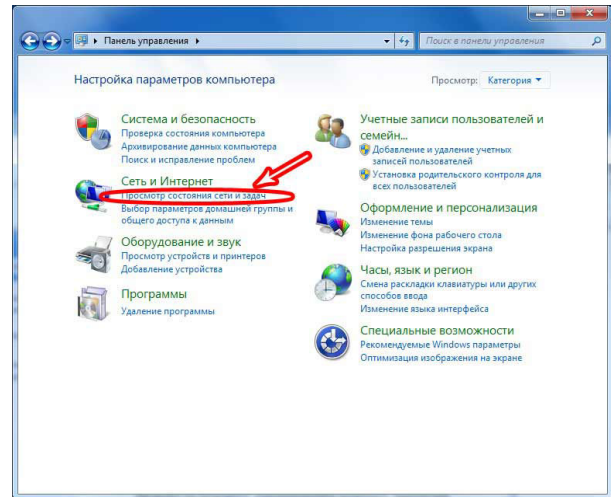 Панель управления
Поиск в панели управления
Настройка параметров компьютера
Просмотр: Категория
Система и безопасность
Проверка состояния компьютера
Архивирование данных компьютера
Поиск и исправление проблем
Сеть и Интернет
Просмотр состояния сети и задач
Выбор параметров домашней группы и
общего доступа к данным
Оборудование и звук
Просмотр устройств и принтеров
Добавление устройства
Программы
Удаление программы
Учетные записи пользователей и
семейн...
Добавление и удаление учетных
записей пользователей
Установка родительского контроля для
всех пользователей
Оформление и персонализация
Изменение темы
Изменение фона рабочего стола
Настройка разрешения экрана
Часы, язык и регион
Смена раскладки клавиатуры или других
способов ввода
Изменение языка интерфейса
Специальные возможности
Рекомендуемые Windows параметры
Оптимизация изображения на экране